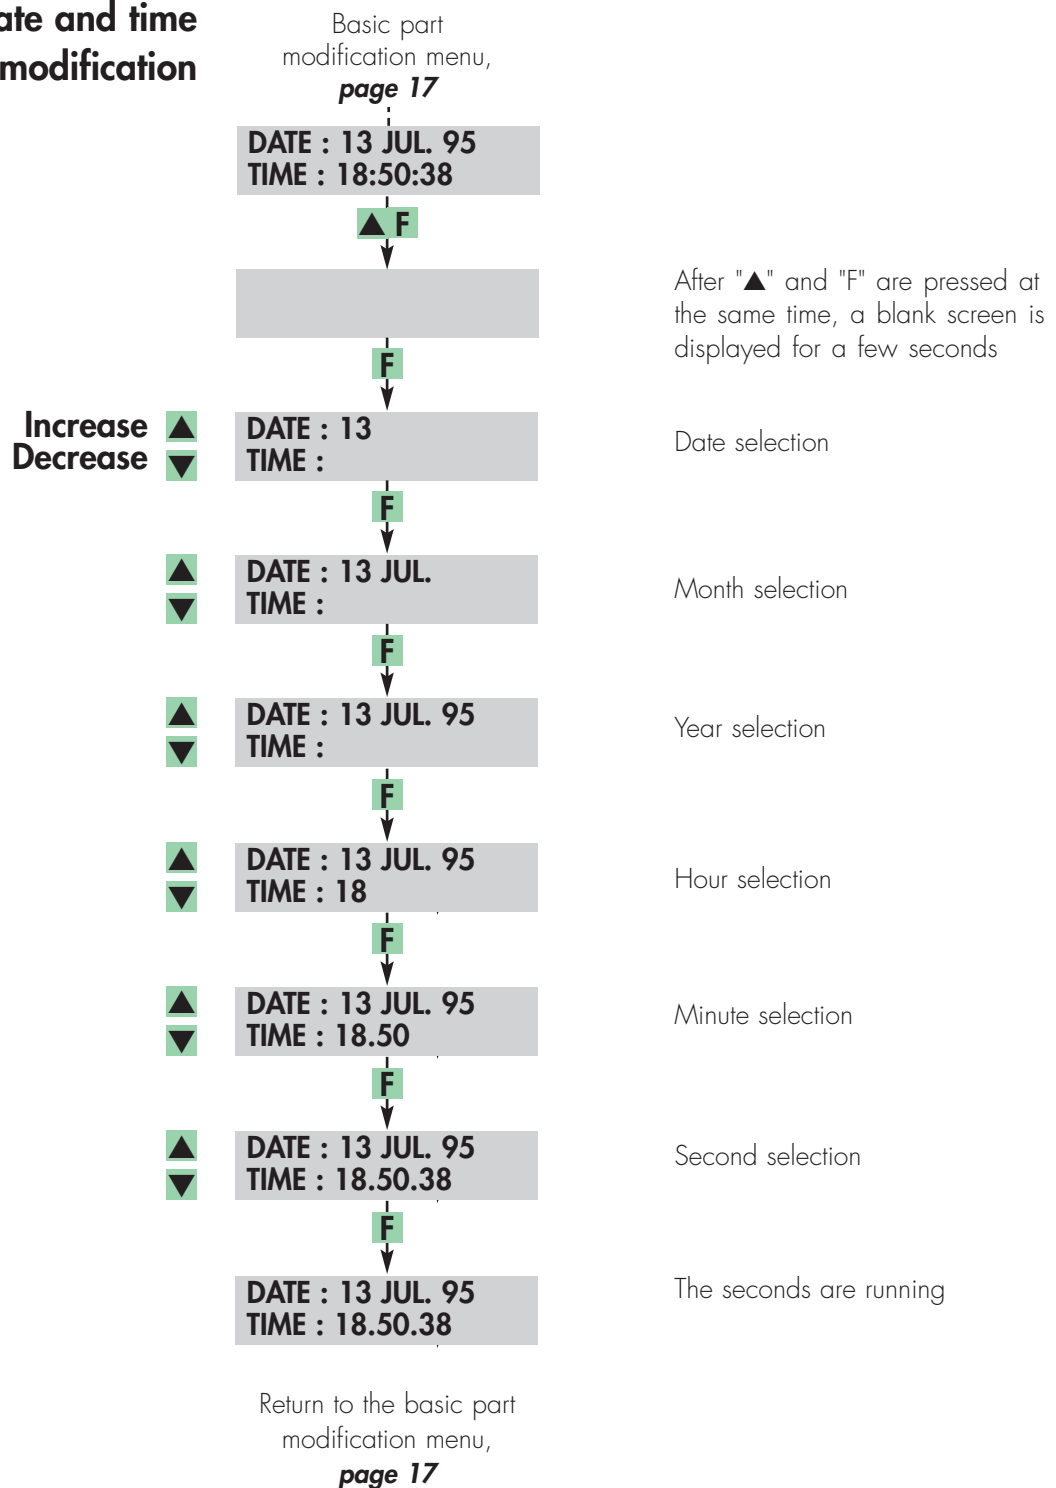 ate and time
modification
Basic part
modification menu,
page 17
DATE : 13 JUL. 95
TIME : 18:50:38
▲ F
After "▲" and "F" are pressed at
the same time, a blank screen is
displayed for a few seconds
F
Increase ▲
Decrease ▼
DATE : 13
TIME :
Date selection
F
▲
▼
DATE : 13 JUL.
TIME :
Month selection
F
▲
▼
DATE : 13 JUL. 95
TIME :
Year selection
F
▲
▼
DATE : 13 JUL. 95
TIME : 18
Hour selection
F
▲
▼
DATE : 13 JUL. 95
TIME : 18.50
Minute selection
F
▲
▼
DATE : 13 JUL. 95
TIME : 18.50.38
Second selection
F
DATE : 13 JUL. 95
TIME : 18.50.38
The seconds are running
Return to the basic part
modification menu,
page 17